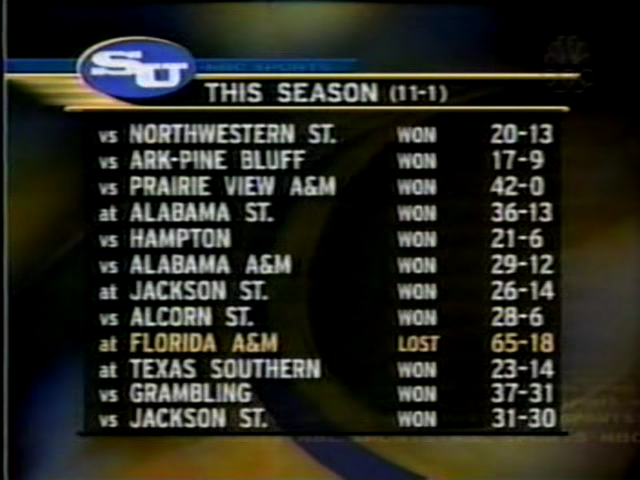 SU
NBC SPORTS
THIS SEASON (11-1)
vs NORTHWESTERN ST. WON 20-13
vs ARK-PINE BLUFF WON 17-9
vs PRAIRIE VIEW A&M WON 42-0
at ALABAMA ST. WON 36-13
vs HAMPTON WON 21-6
vs ALABAMA A&M WON 29-12
at JACKSON ST. WON 26-14
vs ALCORN ST. WON 28-6
at FLORIDA A&M LOST 65-18
at TEXAS SOUTHERN WON 23-14
vs GRAMBLING WON 37-31
vs JACKSON ST. WON 31-30